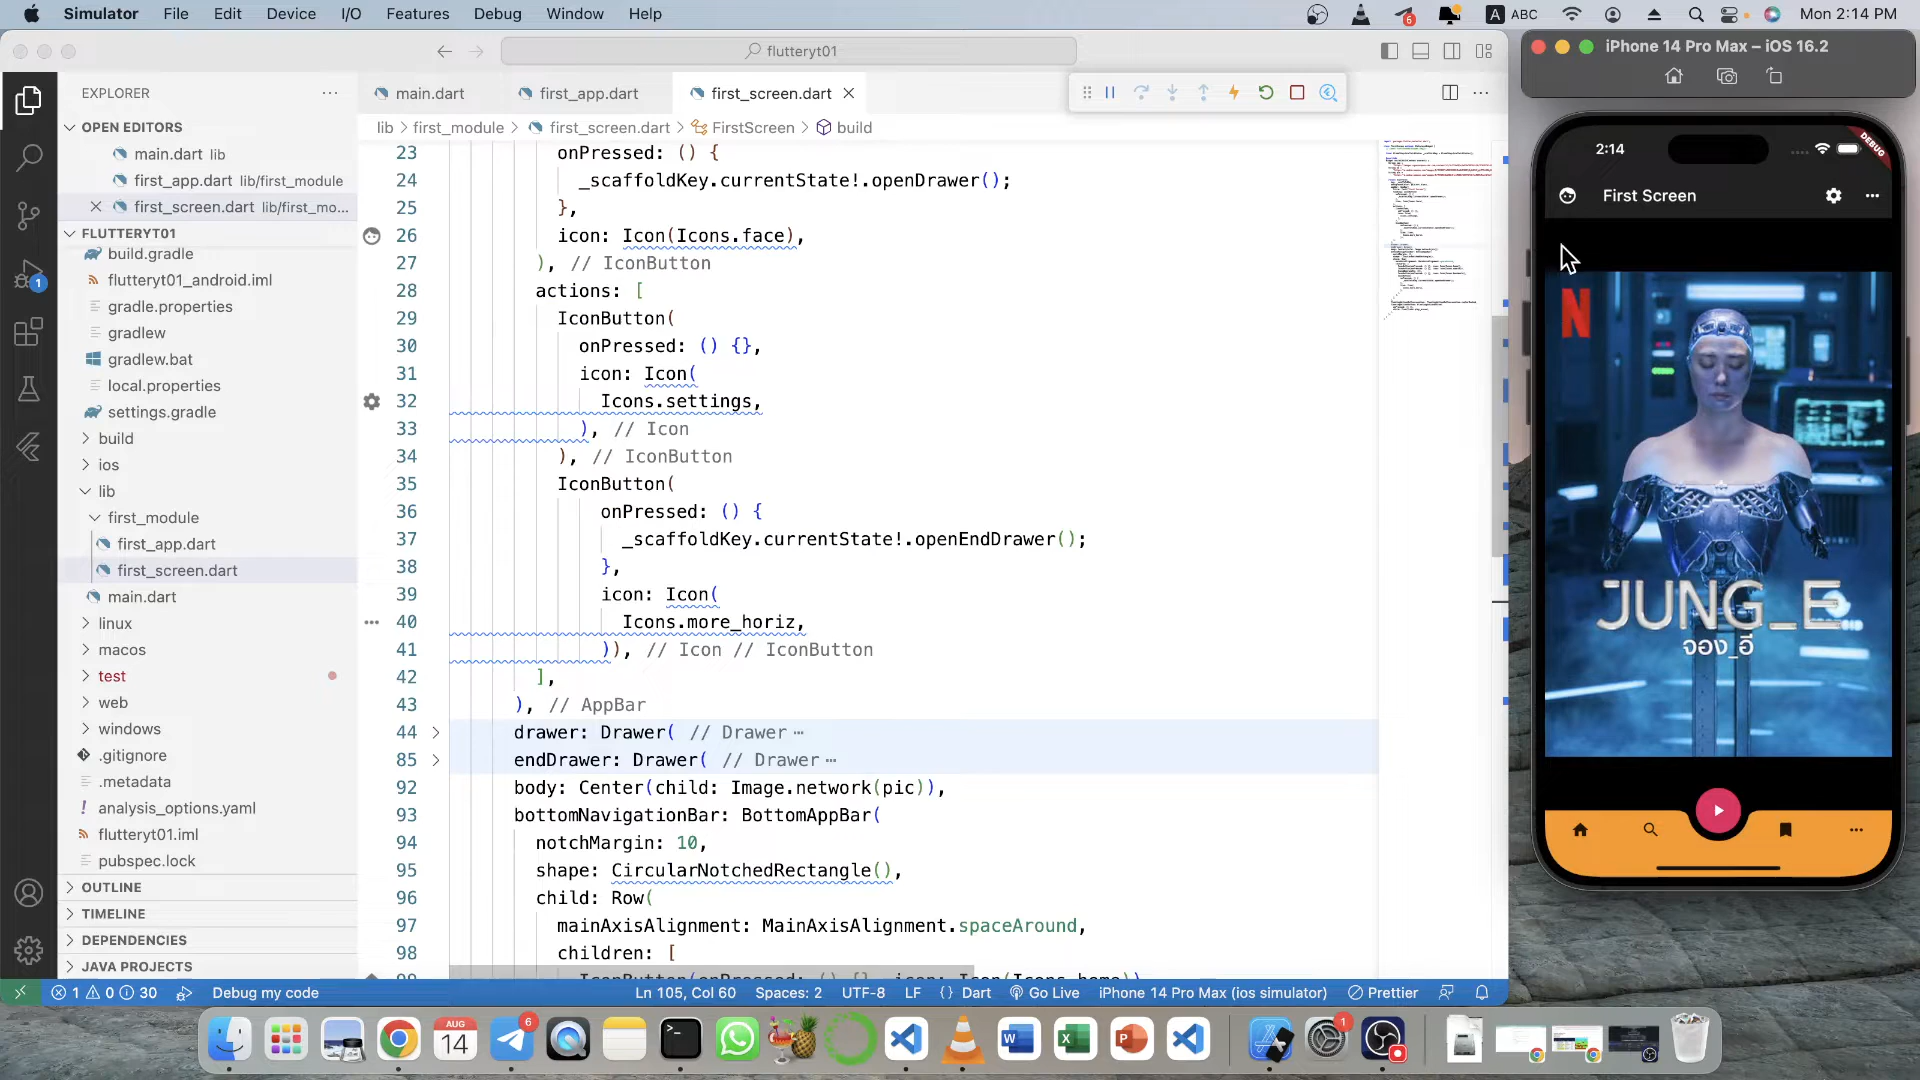 Simulator File Edit Device I/O Features Debug Window Help
6
A ABC
Mon 2:14 PM
flutteryt01
iPhone 14 Pro Max – iOS 16.2
EXPLORER
main.dart
first_app.dart
first_screen.dart
lib > first_module > first_screen.dart > FirstScreen > build
OPEN EDITORS
main.dart lib
first_app.dart lib/first_module
first_screen.dart lib/first_mo...
FLUTTERYT01
build.gradle
flutteryt01_android.iml
gradle.properties
gradlew
gradlew.bat
local.properties
settings.gradle
build
ios
lib
first_module
first_app.dart
first_screen.dart
main.dart
linux
macos
test
web
windows
.gitignore
.metadata
analysis_options.yaml
flutteryt01.iml
pubspec.lock
OUTLINE
TIMELINE
DEPENDENCIES
JAVA PROJECTS
1
23 onPressed: () {
24 _scaffoldKey.currentState!.openDrawer();
25 },
26 icon: Icon(Icons.face),
27 ), // IconButton
28 actions: [
29 IconButton(
30 onPressed: () {},
31 icon: Icon(
32 Icons.settings,
33 ), // Icon
34 ), // IconButton
35 IconButton(
36 onPressed: () {
37 _scaffoldKey.currentState!.openEndDrawer();
38 },
39 icon: Icon(
40 Icons.more_horiz,
41 )), // Icon // IconButton
42 ],
43 ), // AppBar
44 drawer: Drawer( // Drawer ⋯
85 endDrawer: Drawer( // Drawer ⋯
92 body: Center(child: Image.network(pic)),
93 bottomNavigationBar: BottomAppBar(
94 notchMargin: 10,
95 shape: CircularNotchedRectangle(),
96 child: Row(
97 mainAxisAlignment: MainAxisAlignment.spaceAround,
98 children: [
99 IconButton(onPressed: () {}, icon: Icon(Icons.home)),
2:14
DEBUG
First Screen
N
JUNG_E
จอง_อี
1 0 30 Debug my code
Ln 105, Col 60 Spaces: 2 UTF-8 LF {} Dart Go Live iPhone 14 Pro Max (ios simulator) Prettier
AUG
14
6
W
X
P
1